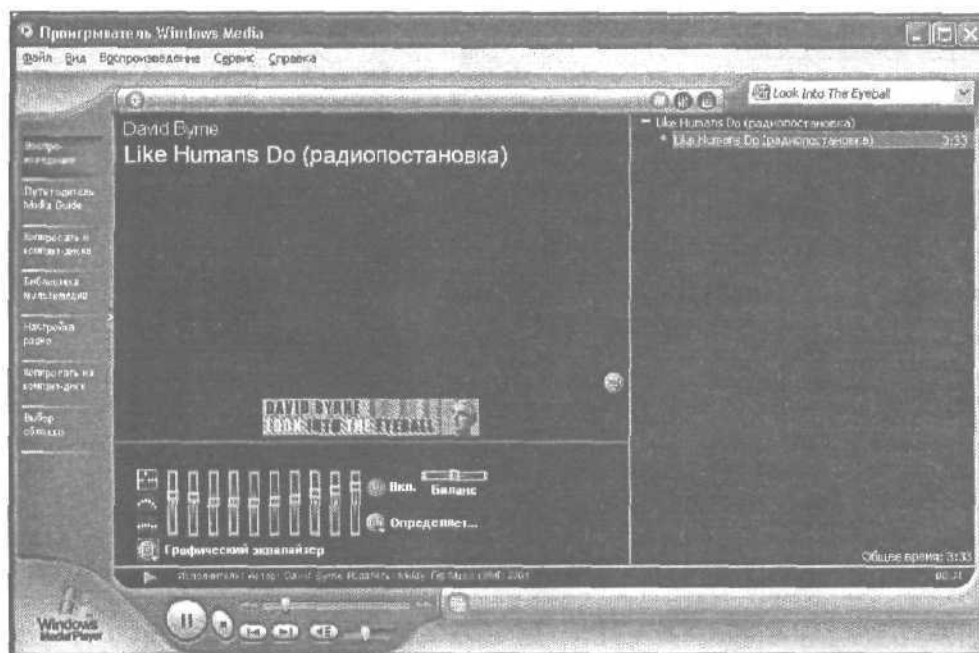 Проигрыватель Windows Media
Файл Вид Воспроизведение Сервис Справка
Look Into The Eyeball
David Byrne
Like Humans Do (радиопостановка)
Like Humans Do (радиопостановка)
Like Humans Do (радиопостановка) 3:33
Путеводитель
Media Guide
Копировать с
компакт-диска
Библиотека
мультимедиа
Настройка
радио
Копировать на
компакт-диск
Выбор
обложки
DAVID BYRNE
LOOK INTO THE EYEBALL
Вкл. Баланс
Определяет...
Графический эквалайзер
Общее время: 3:33
David Byrne
Windows
Media Player